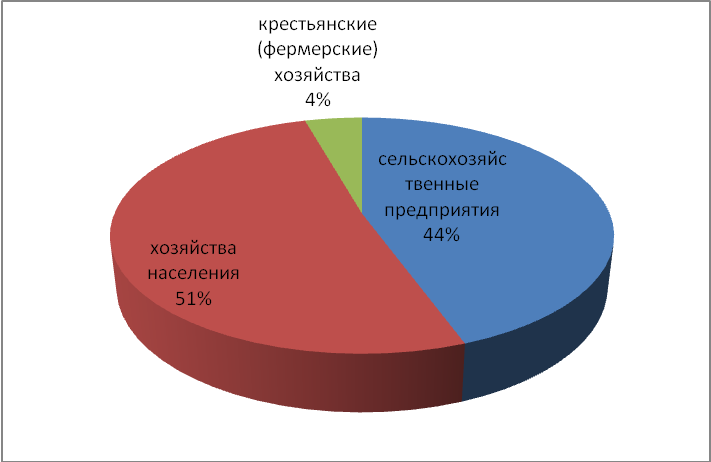 крестьянские
(фермерские)
хозяйства
4%
сельскохозяйс
твенные
предприятия
44%
хозяйства
населения
51%